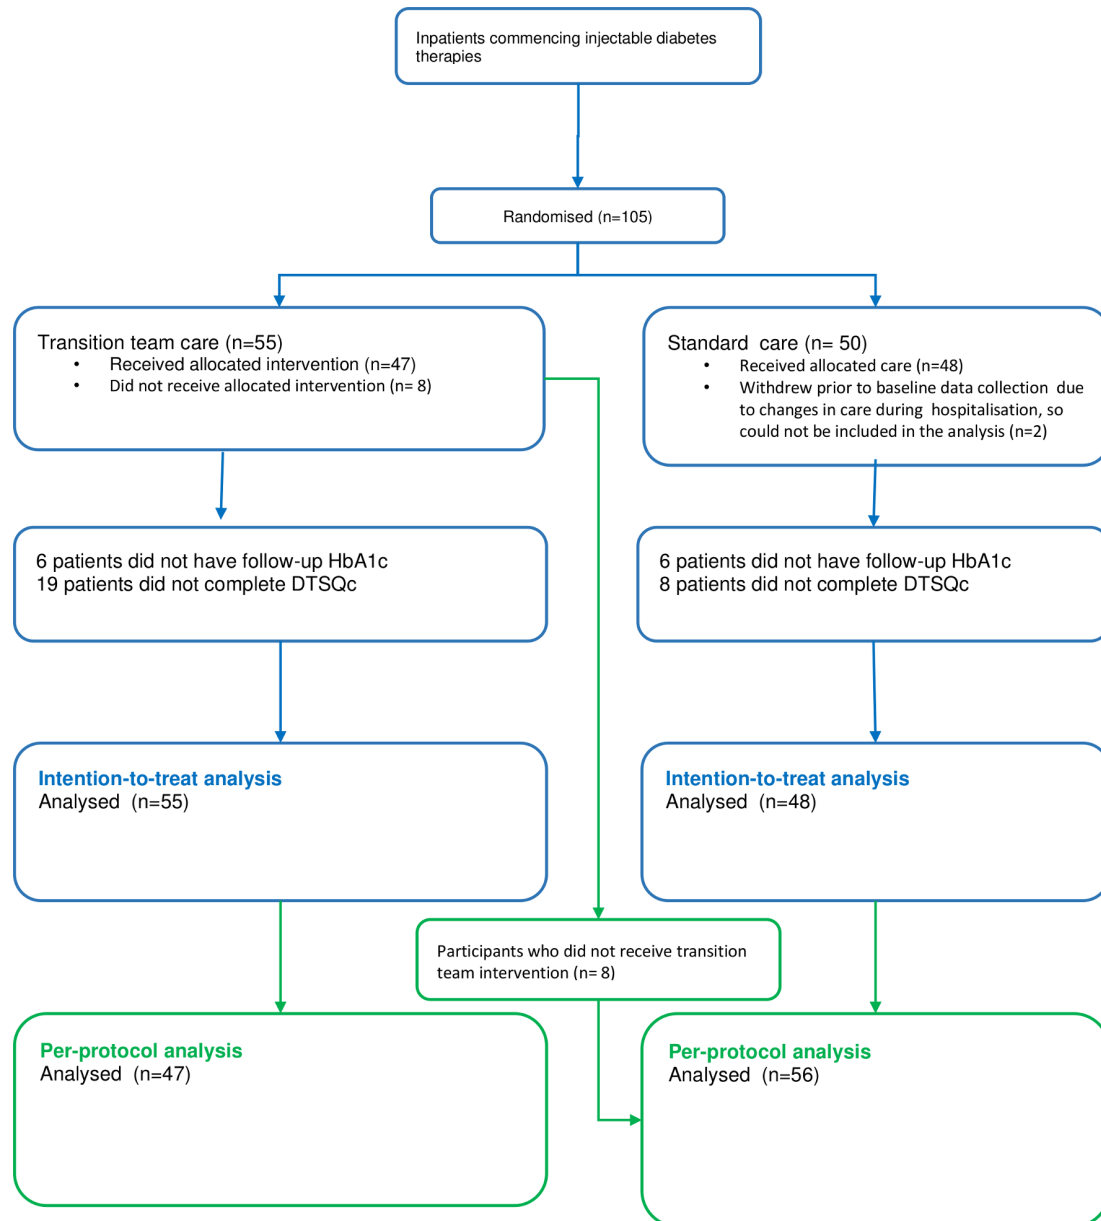 Inpatients commencing injectable diabetes
therapies
Randomised (n=105)
Transition team care (n=55)
• Received allocated intervention (n=47)
• Did not receive allocated intervention (n= 8)
Standard care (n= 50)
• Received allocated care (n=48)
• Withdrew prior to baseline data collection due
to changes in care during hospitalisation, so
could not be included in the analysis (n=2)
6 patients did not have follow-up HbA1c
19 patients did not complete DTSQc
6 patients did not have follow-up HbA1c
8 patients did not complete DTSQc
Intention-to-treat analysis
Analysed (n=55)
Intention-to-treat analysis
Analysed (n=48)
Participants who did not receive transition
team intervention (n= 8)
Per-protocol analysis
Analysed (n=47)
Per-protocol analysis
Analysed (n=56)